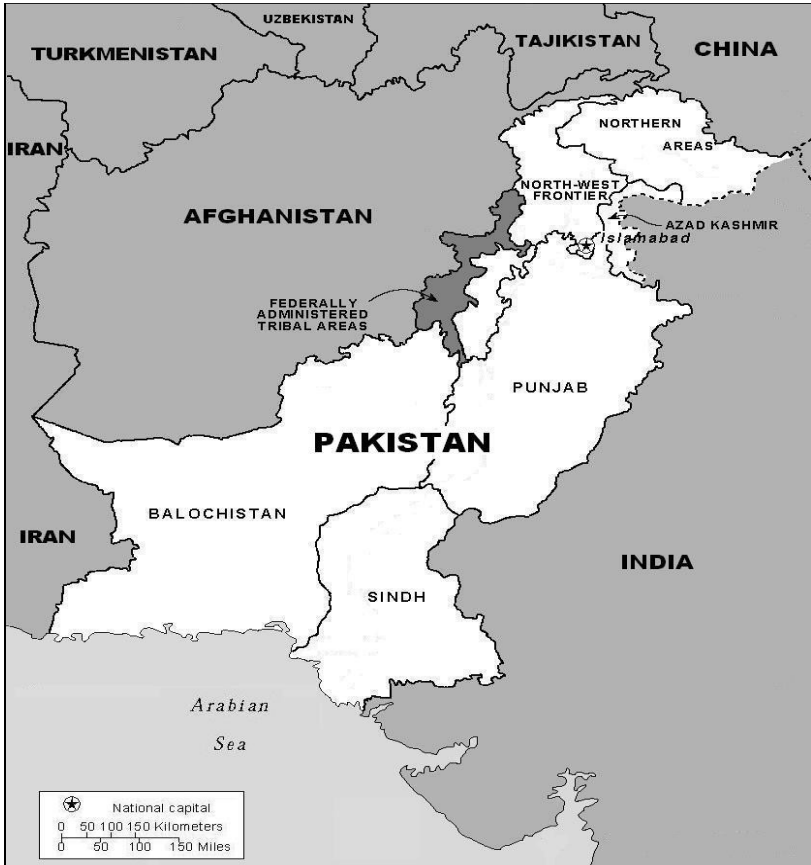 UZBEKISTAN
TAJIKISTAN
CHINA
TURKMENISTAN
NORTHERN
AREAS
IRAN
NORTH-WEST
FRONTIER
AFGHANISTAN
AZAD KASHMIR
Islamabad
FEDERALLY
ADMINISTERED
TRIBAL AREAS
PUNJAB
PAKISTAN
BALOCHISTAN
IRAN
INDIA
SINDH
Arabian
Sea
National capital
0 50 100 150 Kilometers
0 50 100 150 Miles